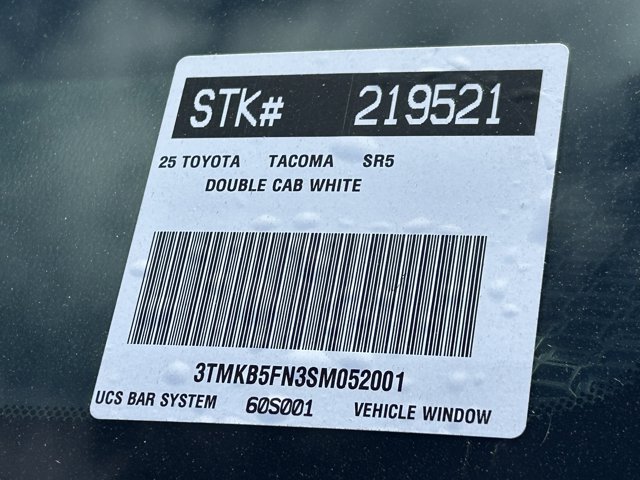 STK# 219521
25 TOYOTA TACOMA SR5
DOUBLE CAB WHITE
3TMKB5FN3SM052001
UCS BAR SYSTEM 60S001 VEHICLE WINDOW